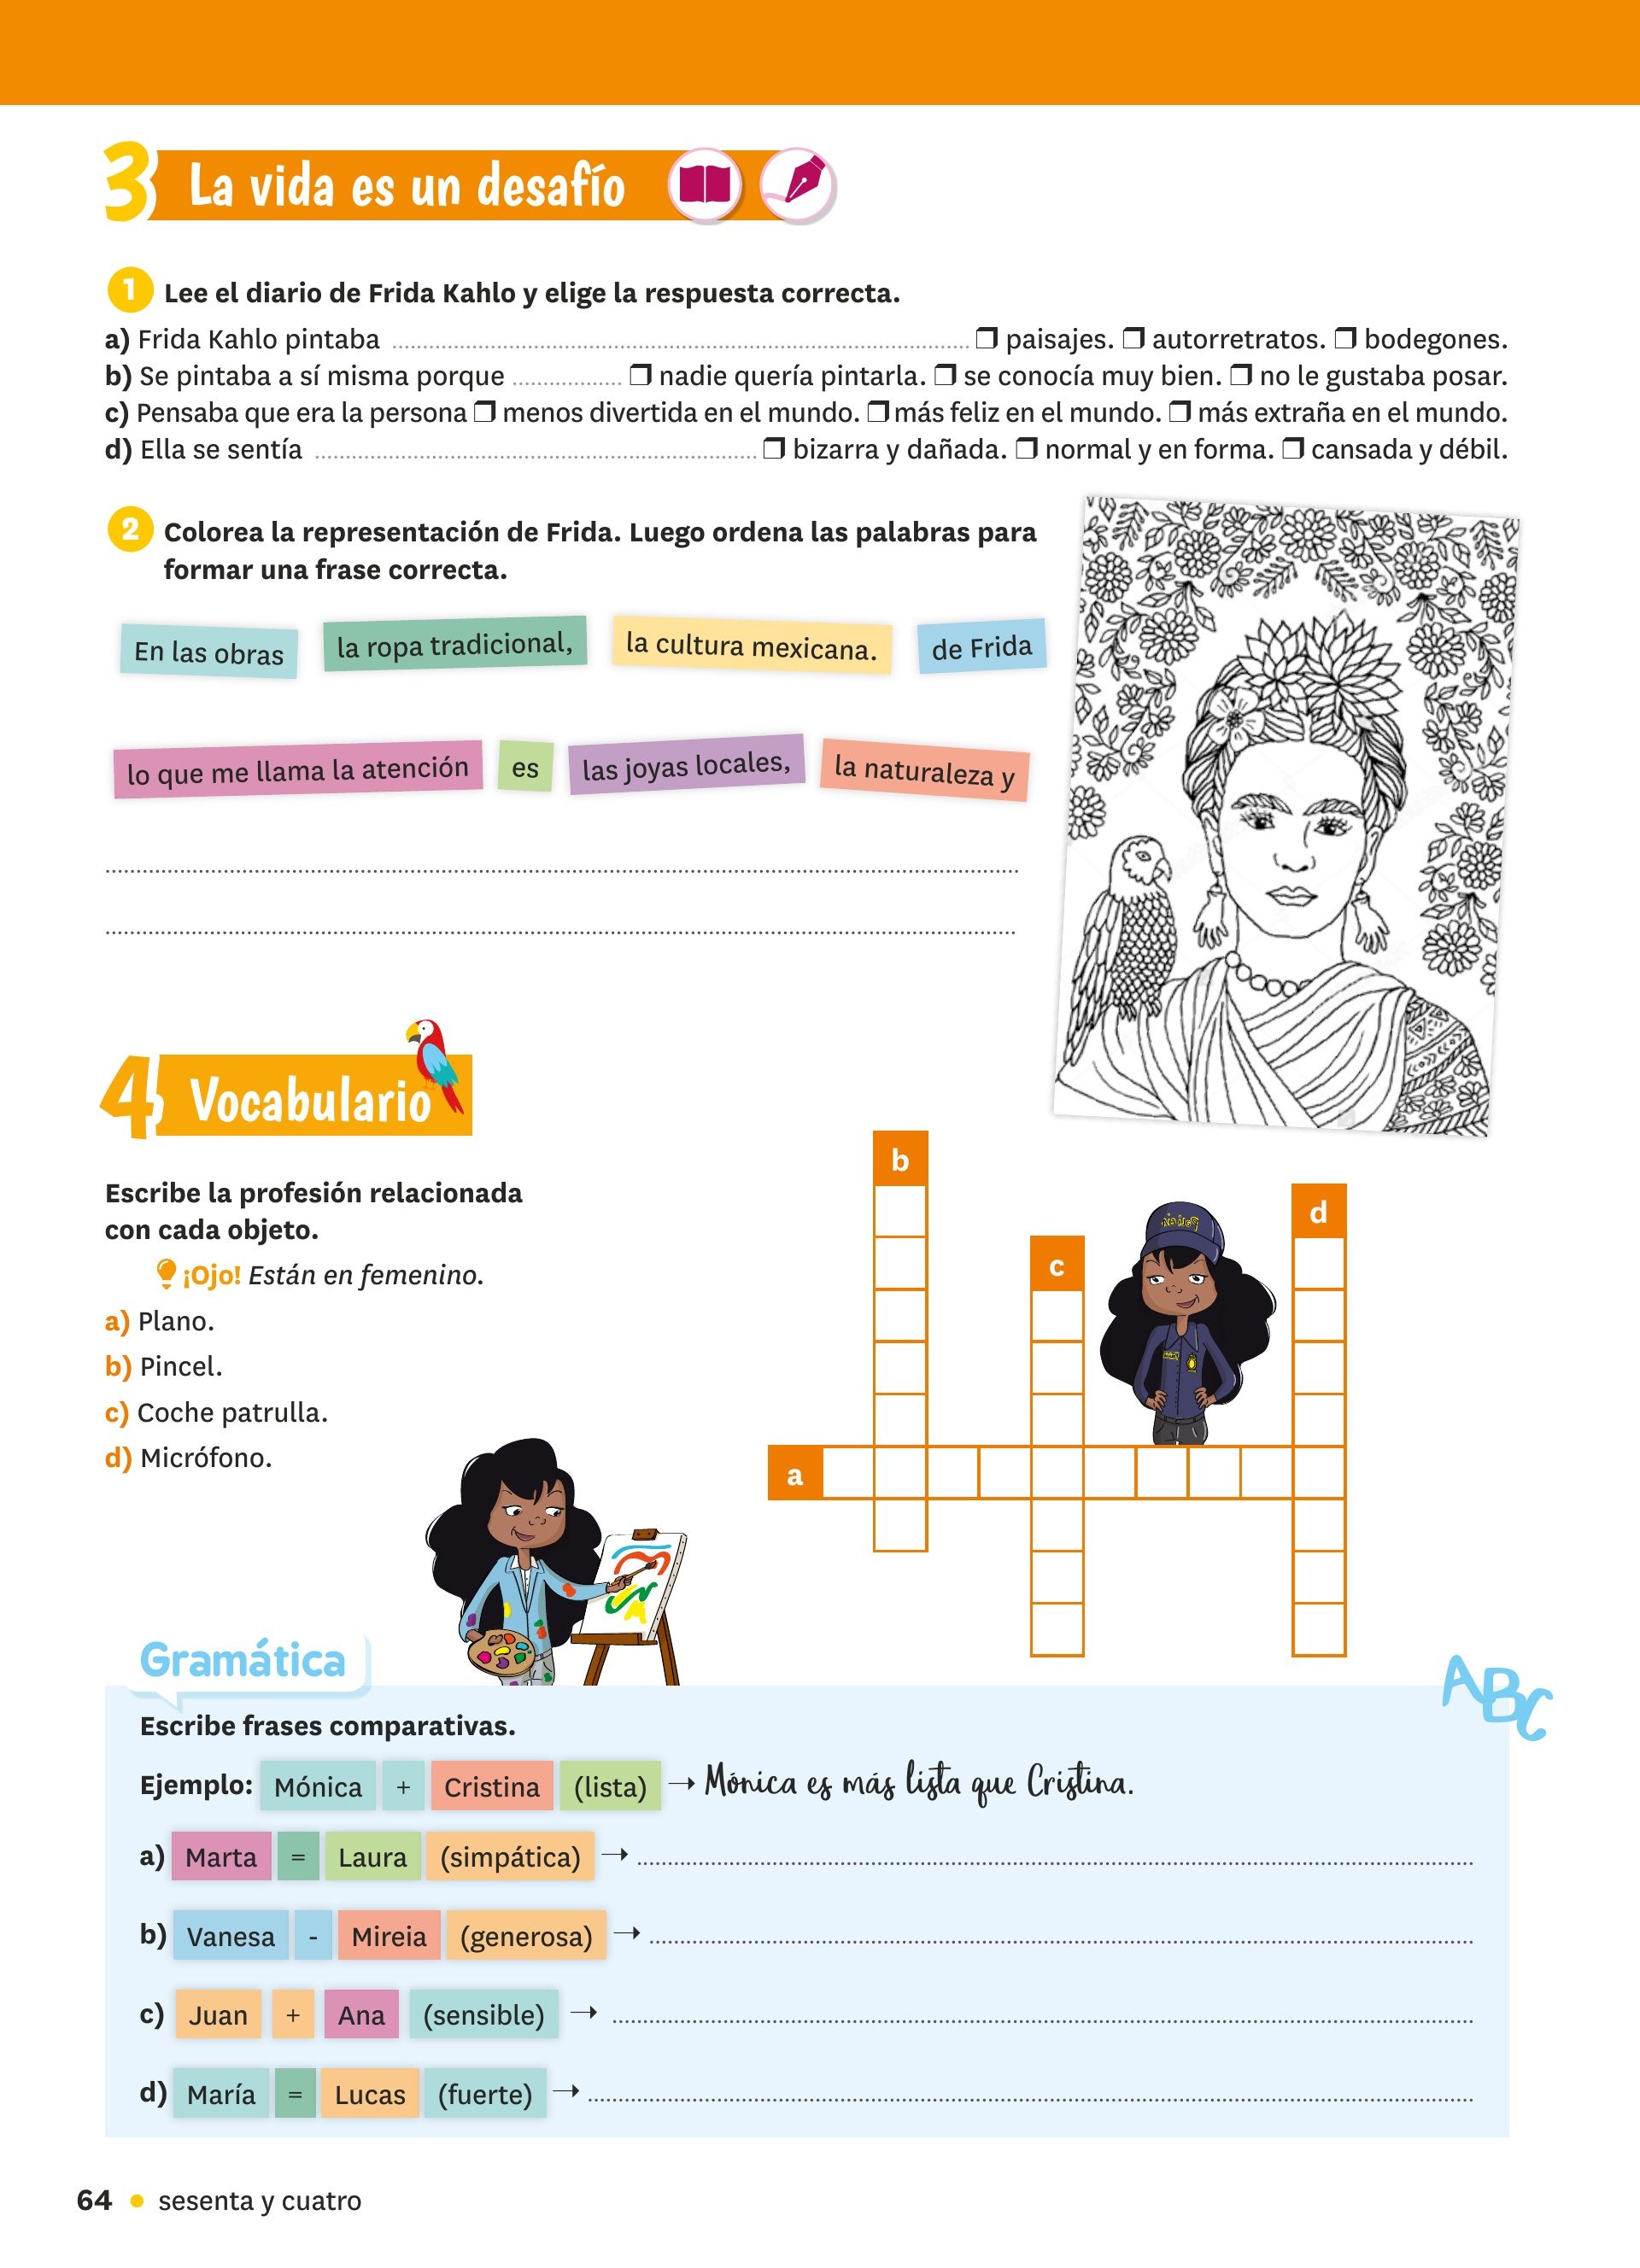 3 La vida es un desafío
1 Lee el diario de Frida Kahlo y elige la respuesta correcta.
a) Frida Kahlo pintaba ❒ paisajes. ❒ autorretratos. ❒ bodegones.
b) Se pintaba a sí misma porque ❒ nadie quería pintarla. ❒ se conocía muy bien. ❒ no le gustaba posar.
c) Pensaba que era la persona ❒ menos divertida en el mundo. ❒ más feliz en el mundo. ❒ más extraña en el mundo.
d) Ella se sentía ❒ bizarra y dañada. ❒ normal y en forma. ❒ cansada y débil.
2 Colorea la representación de Frida. Luego ordena las palabras para
formar una frase correcta.
En las obras la ropa tradicional, la cultura mexicana. de Frida
lo que me llama la atención es las joyas locales, la naturaleza y
4 Vocabulario
Escribe la profesión relacionada
con cada objeto.
¡Ojo! Están en femenino.
a) Plano.
b) Pincel.
c) Coche patrulla.
d) Micrófono.
b
d
c
a
Gramática
ABC
Escribe frases comparativas.
Ejemplo: Mónica + Cristina (lista) → Mónica es más lista que Cristina.
a) Marta = Laura (simpática) →
b) Vanesa - Mireia (generosa) →
c) Juan + Ana (sensible) →
d) María = Lucas (fuerte) →
64 • sesenta y cuatro